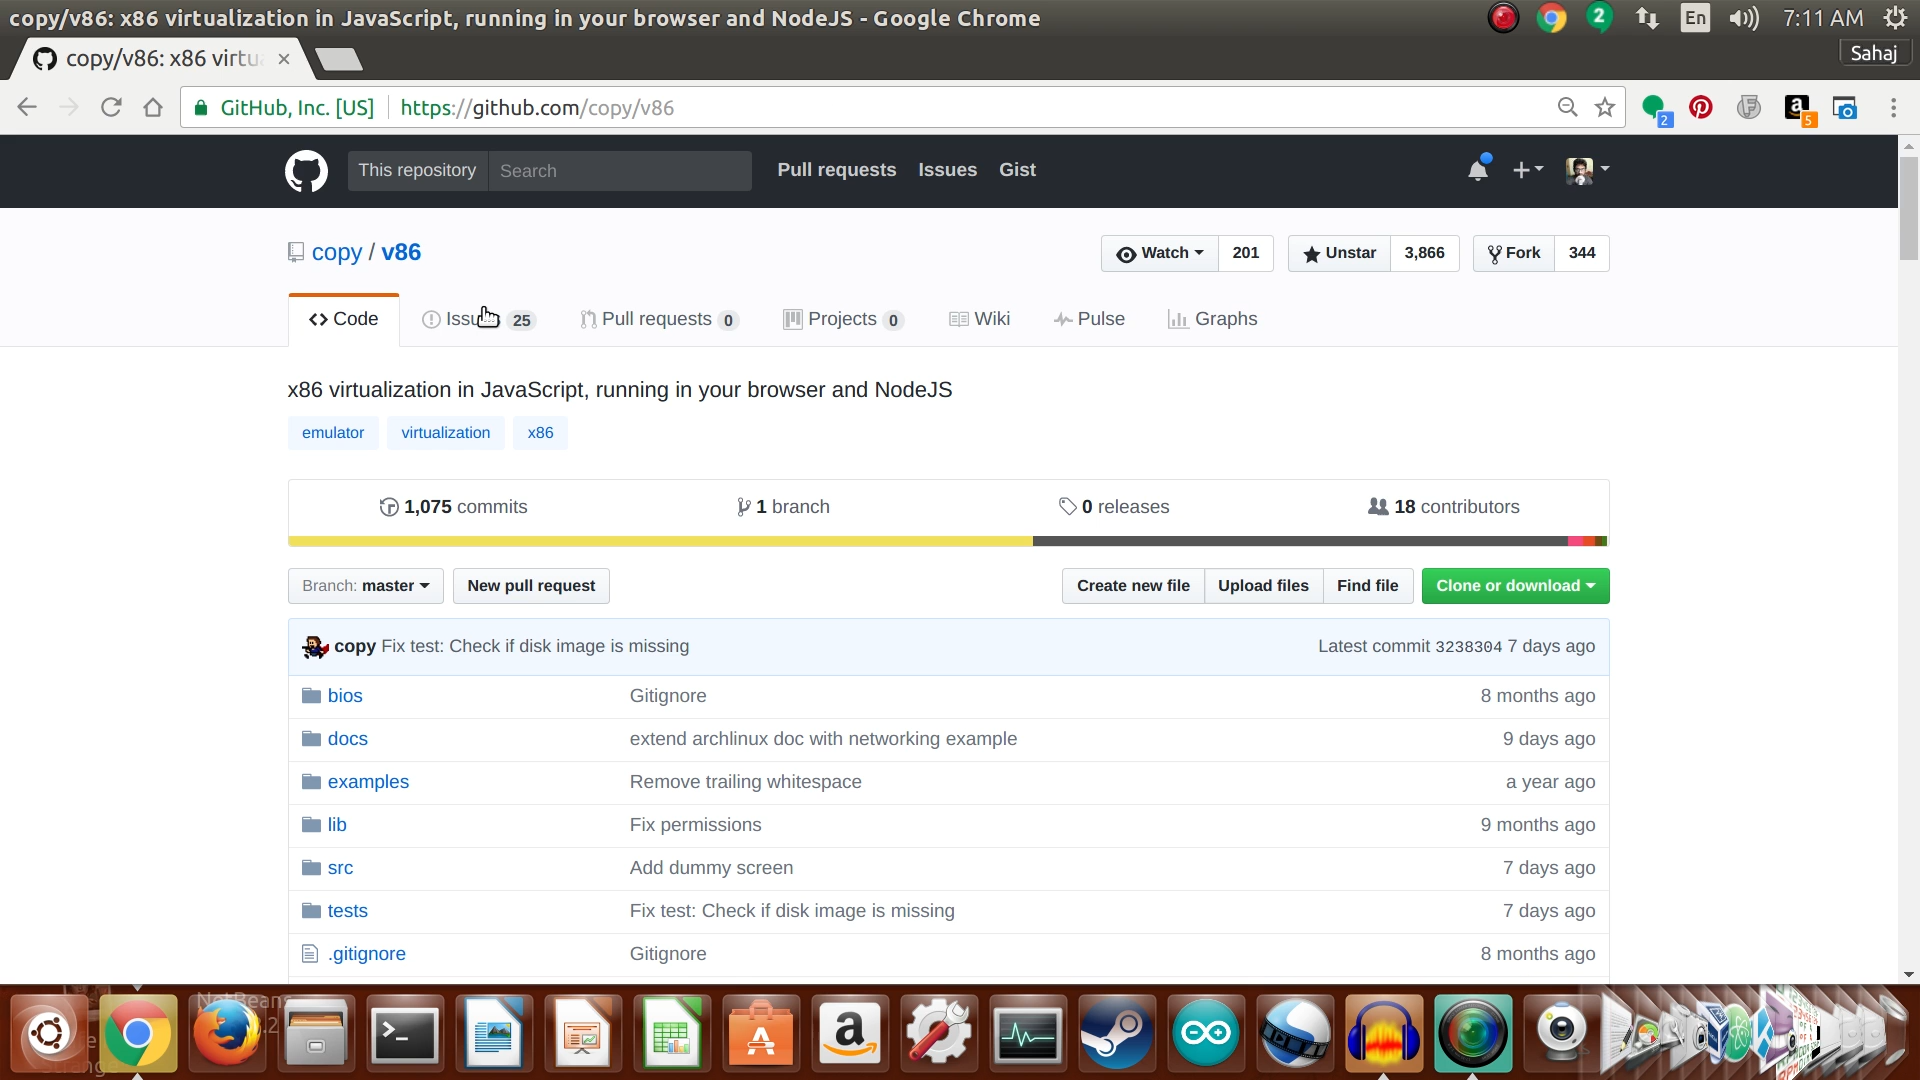 copy/v86: x86 virtualization in JavaScript, running in your browser and NodeJS - Google Chrome
2 En 7:11 AM
copy/v86: x86 virtu
Sahaj
GitHub, Inc. [US] https://github.com/copy/v86
2 a 5
This repository Search Pull requests Issues Gist
copy / v86
Watch 201 Unstar 3,866 Fork 344
Code Issu 25 Pull requests 0 Projects 0 Wiki Pulse Graphs
x86 virtualization in JavaScript, running in your browser and NodeJS
emulator virtualization x86
1,075 commits 1 branch 0 releases 18 contributors
Branch: master New pull request Create new file Upload files Find file Clone or download
copy Fix test: Check if disk image is missing Latest commit 3238304 7 days ago
bios Gitignore 8 months ago
docs extend archlinux doc with networking example 9 days ago
examples Remove trailing whitespace a year ago
lib Fix permissions 9 months ago
src Add dummy screen 7 days ago
tests Fix test: Check if disk image is missing 7 days ago
.gitignore Gitignore 8 months ago
NetBeans